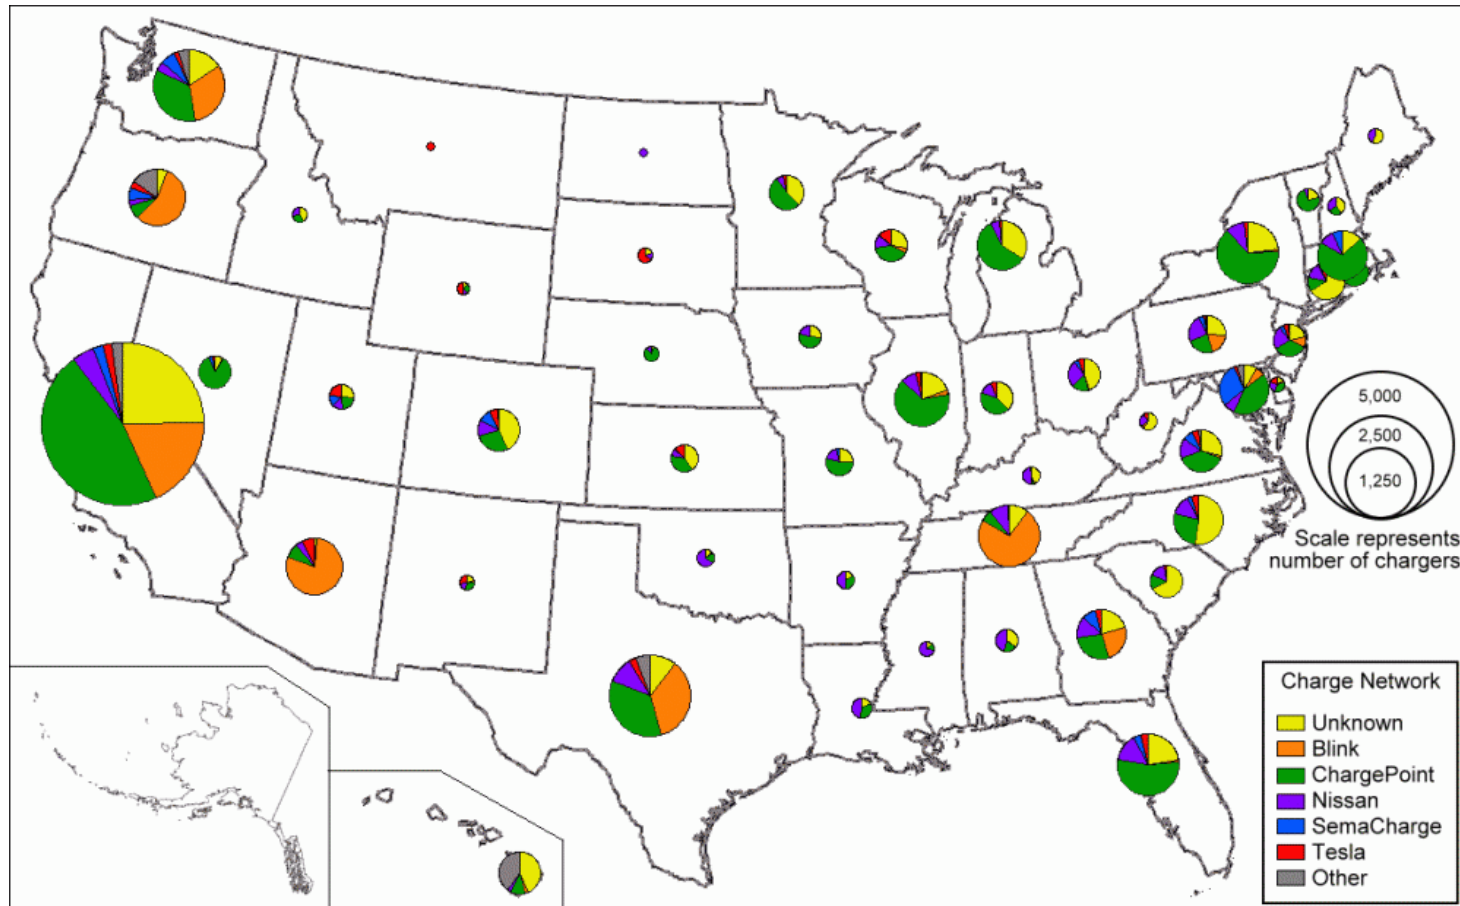 5,000
2,500
1,250
Scale represents
number of chargers
Charge Network
Unknown
Blink
ChargePoint
Nissan
SemaCharge
Tesla
Other